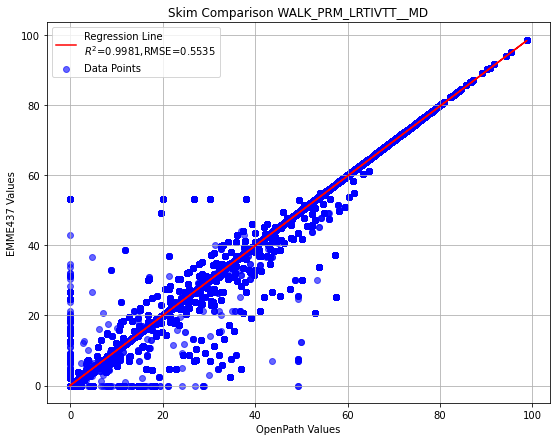 Skim Comparison WALK_PRM_LRTIVTT__MD
Regression Line
R²=0.9981,RMSE=0.5535
Data Points
EMME437 Values
100
80
60
40
20
0
0 20 40 60 80 100
OpenPath Values